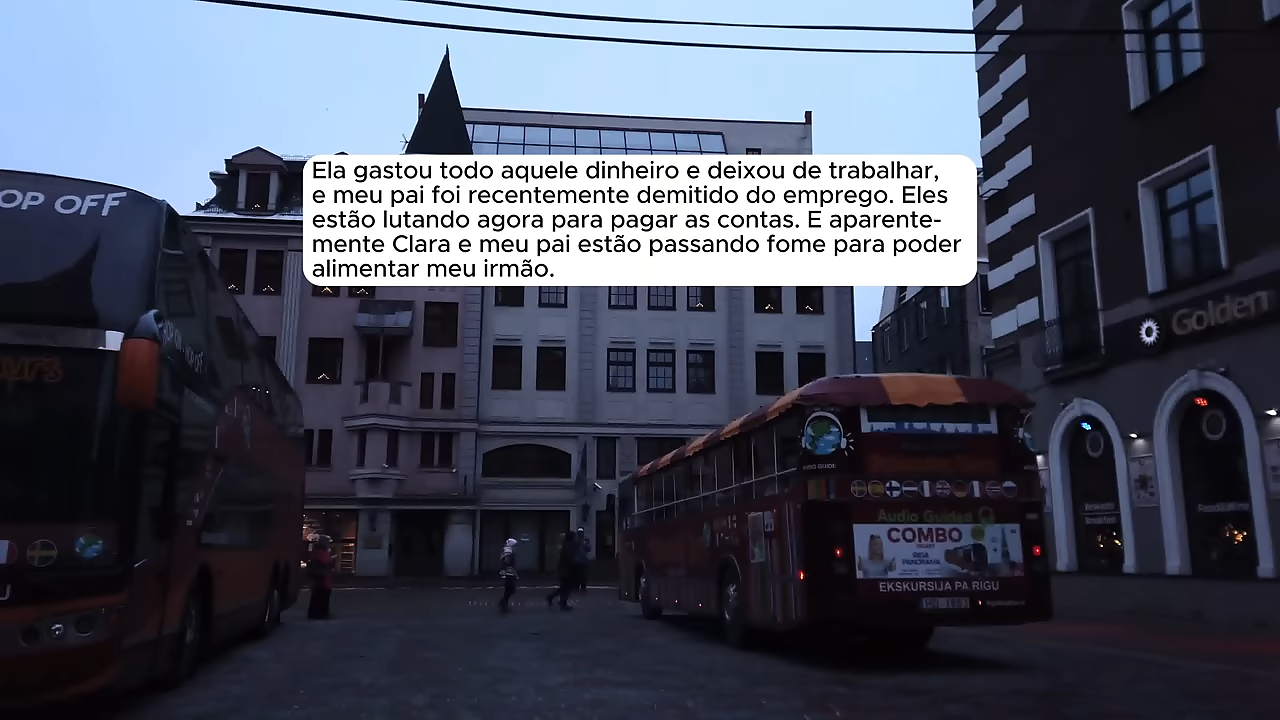 Ela gastou todo aquele dinheiro e deixou de trabalhar,
e meu pai foi recentemente demitido do emprego. Eles
estão lutando agora para pagar as contas. E aparente-
mente Clara e meu pai estão passando fome para poder
alimentar meu irmão.
OP OFF
Golden
AUDIO GUIDE
Audio Guides
COMBO
EKSKURSIJA PA RĪGU